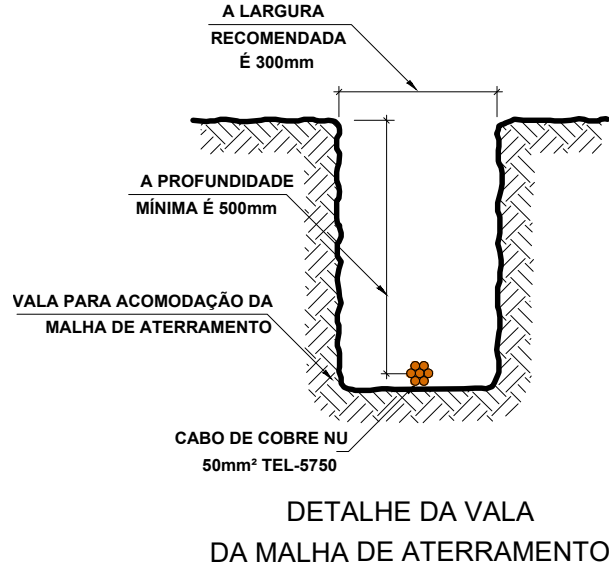 A LARGURA
RECOMENDADA
É 300mm
A PROFUNDIDADE
MÍNIMA É 500mm
VALA PARA ACOMODAÇÃO DA
MALHA DE ATERRAMENTO
CABO DE COBRE NU
50mm² TEL-5750
DETALHE DA VALA
DA MALHA DE ATERRAMENTO